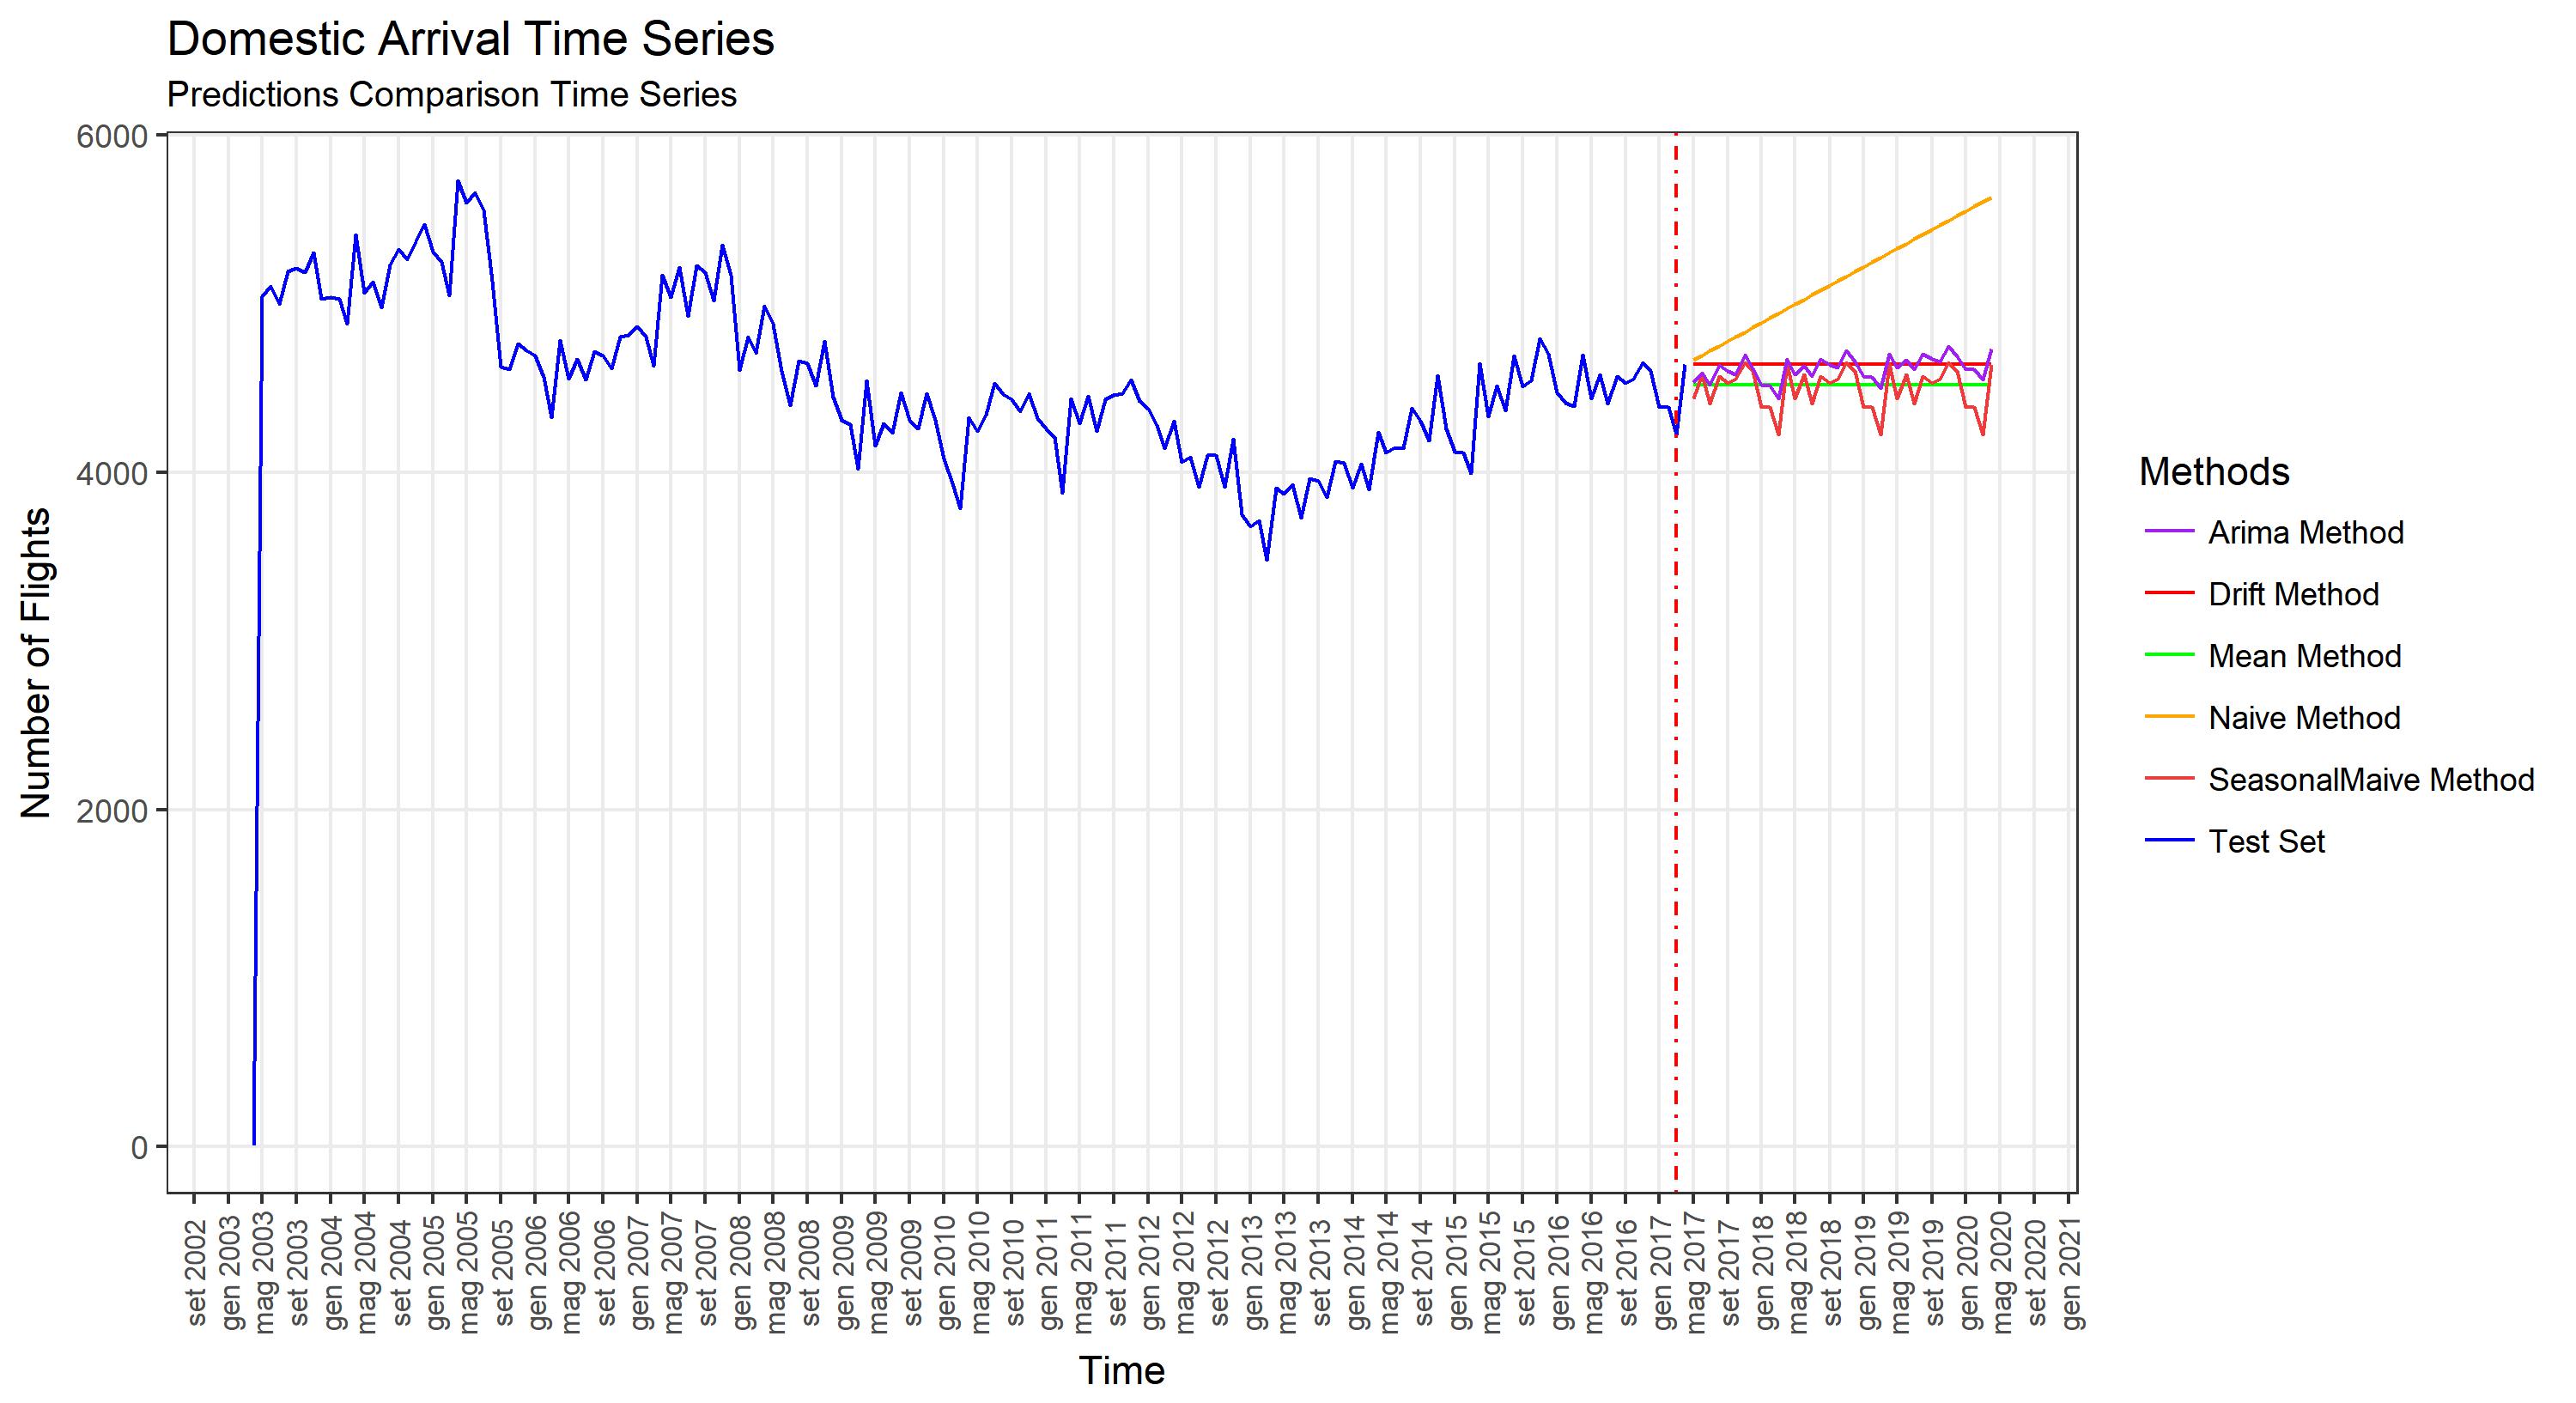 Domestic Arrival Time Series
Predictions Comparison Time Series
6000
4000
2000
0
Number of Flights
set 2002
gen 2003
mag 2003
set 2003
gen 2004
mag 2004
set 2004
gen 2005
mag 2005
set 2005
gen 2006
mag 2006
set 2006
gen 2007
mag 2007
set 2007
gen 2008
mag 2008
set 2008
gen 2009
mag 2009
set 2009
gen 2010
mag 2010
set 2010
gen 2011
mag 2011
set 2011
gen 2012
mag 2012
set 2012
gen 2013
mag 2013
set 2013
gen 2014
mag 2014
set 2014
gen 2015
mag 2015
set 2015
gen 2016
mag 2016
set 2016
gen 2017
mag 2017
set 2017
gen 2018
mag 2018
set 2018
gen 2019
mag 2019
set 2019
gen 2020
mag 2020
set 2020
gen 2021
Time
Methods
Arima Method
Drift Method
Mean Method
Naive Method
SeasonalMaive Method
Test Set